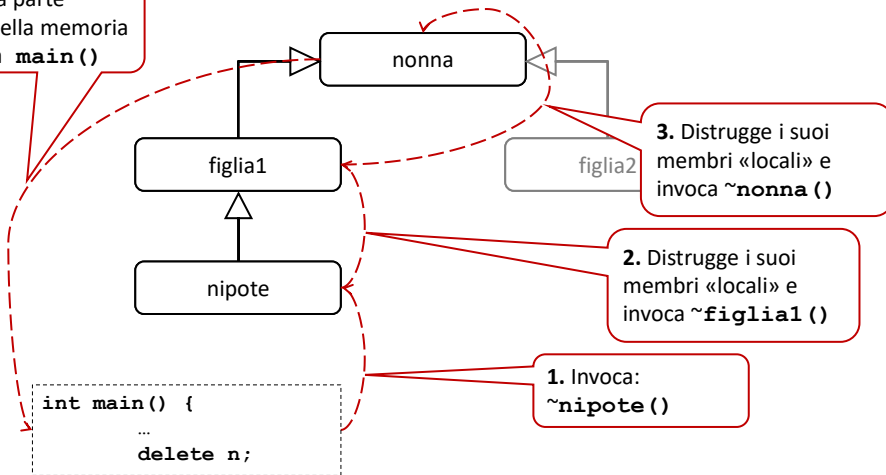 a parte
ella memoria
main()
nonna
figlia1
figlia2
3. Distrugge i suoi
membri «locali» e
invoca ~nonna()
2. Distrugge i suoi
membri «locali» e
invoca ~figlia1()
nipote
1. Invoca:
~nipote()
int main() {
…
delete n;